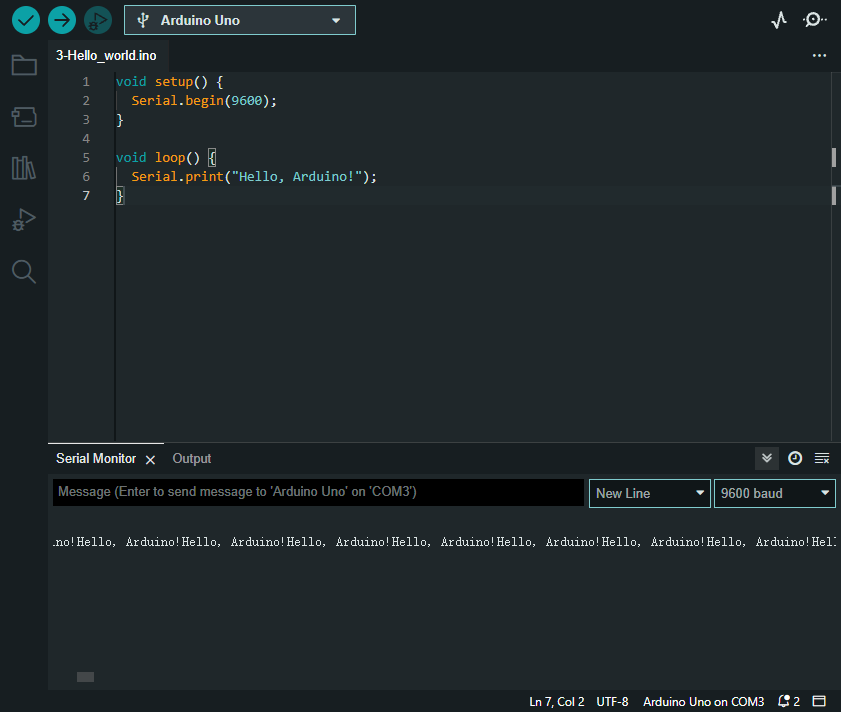 Arduino Uno
3-Hello_world.ino
1 void setup() {
2 Serial.begin(9600);
3 }
4
5 void loop() {
6 Serial.print("Hello, Arduino!");
7 }
Serial Monitor Output
Message (Enter to send message to 'Arduino Uno' on 'COM3') New Line 9600 baud
.no!Hello, Arduino!Hello, Arduino!Hello, Arduino!Hello, Arduino!Hello, Arduino!Hello, Arduino!Hello, Arduino!Hell
Ln 7, Col 2 UTF-8 Arduino Uno on COM3 2